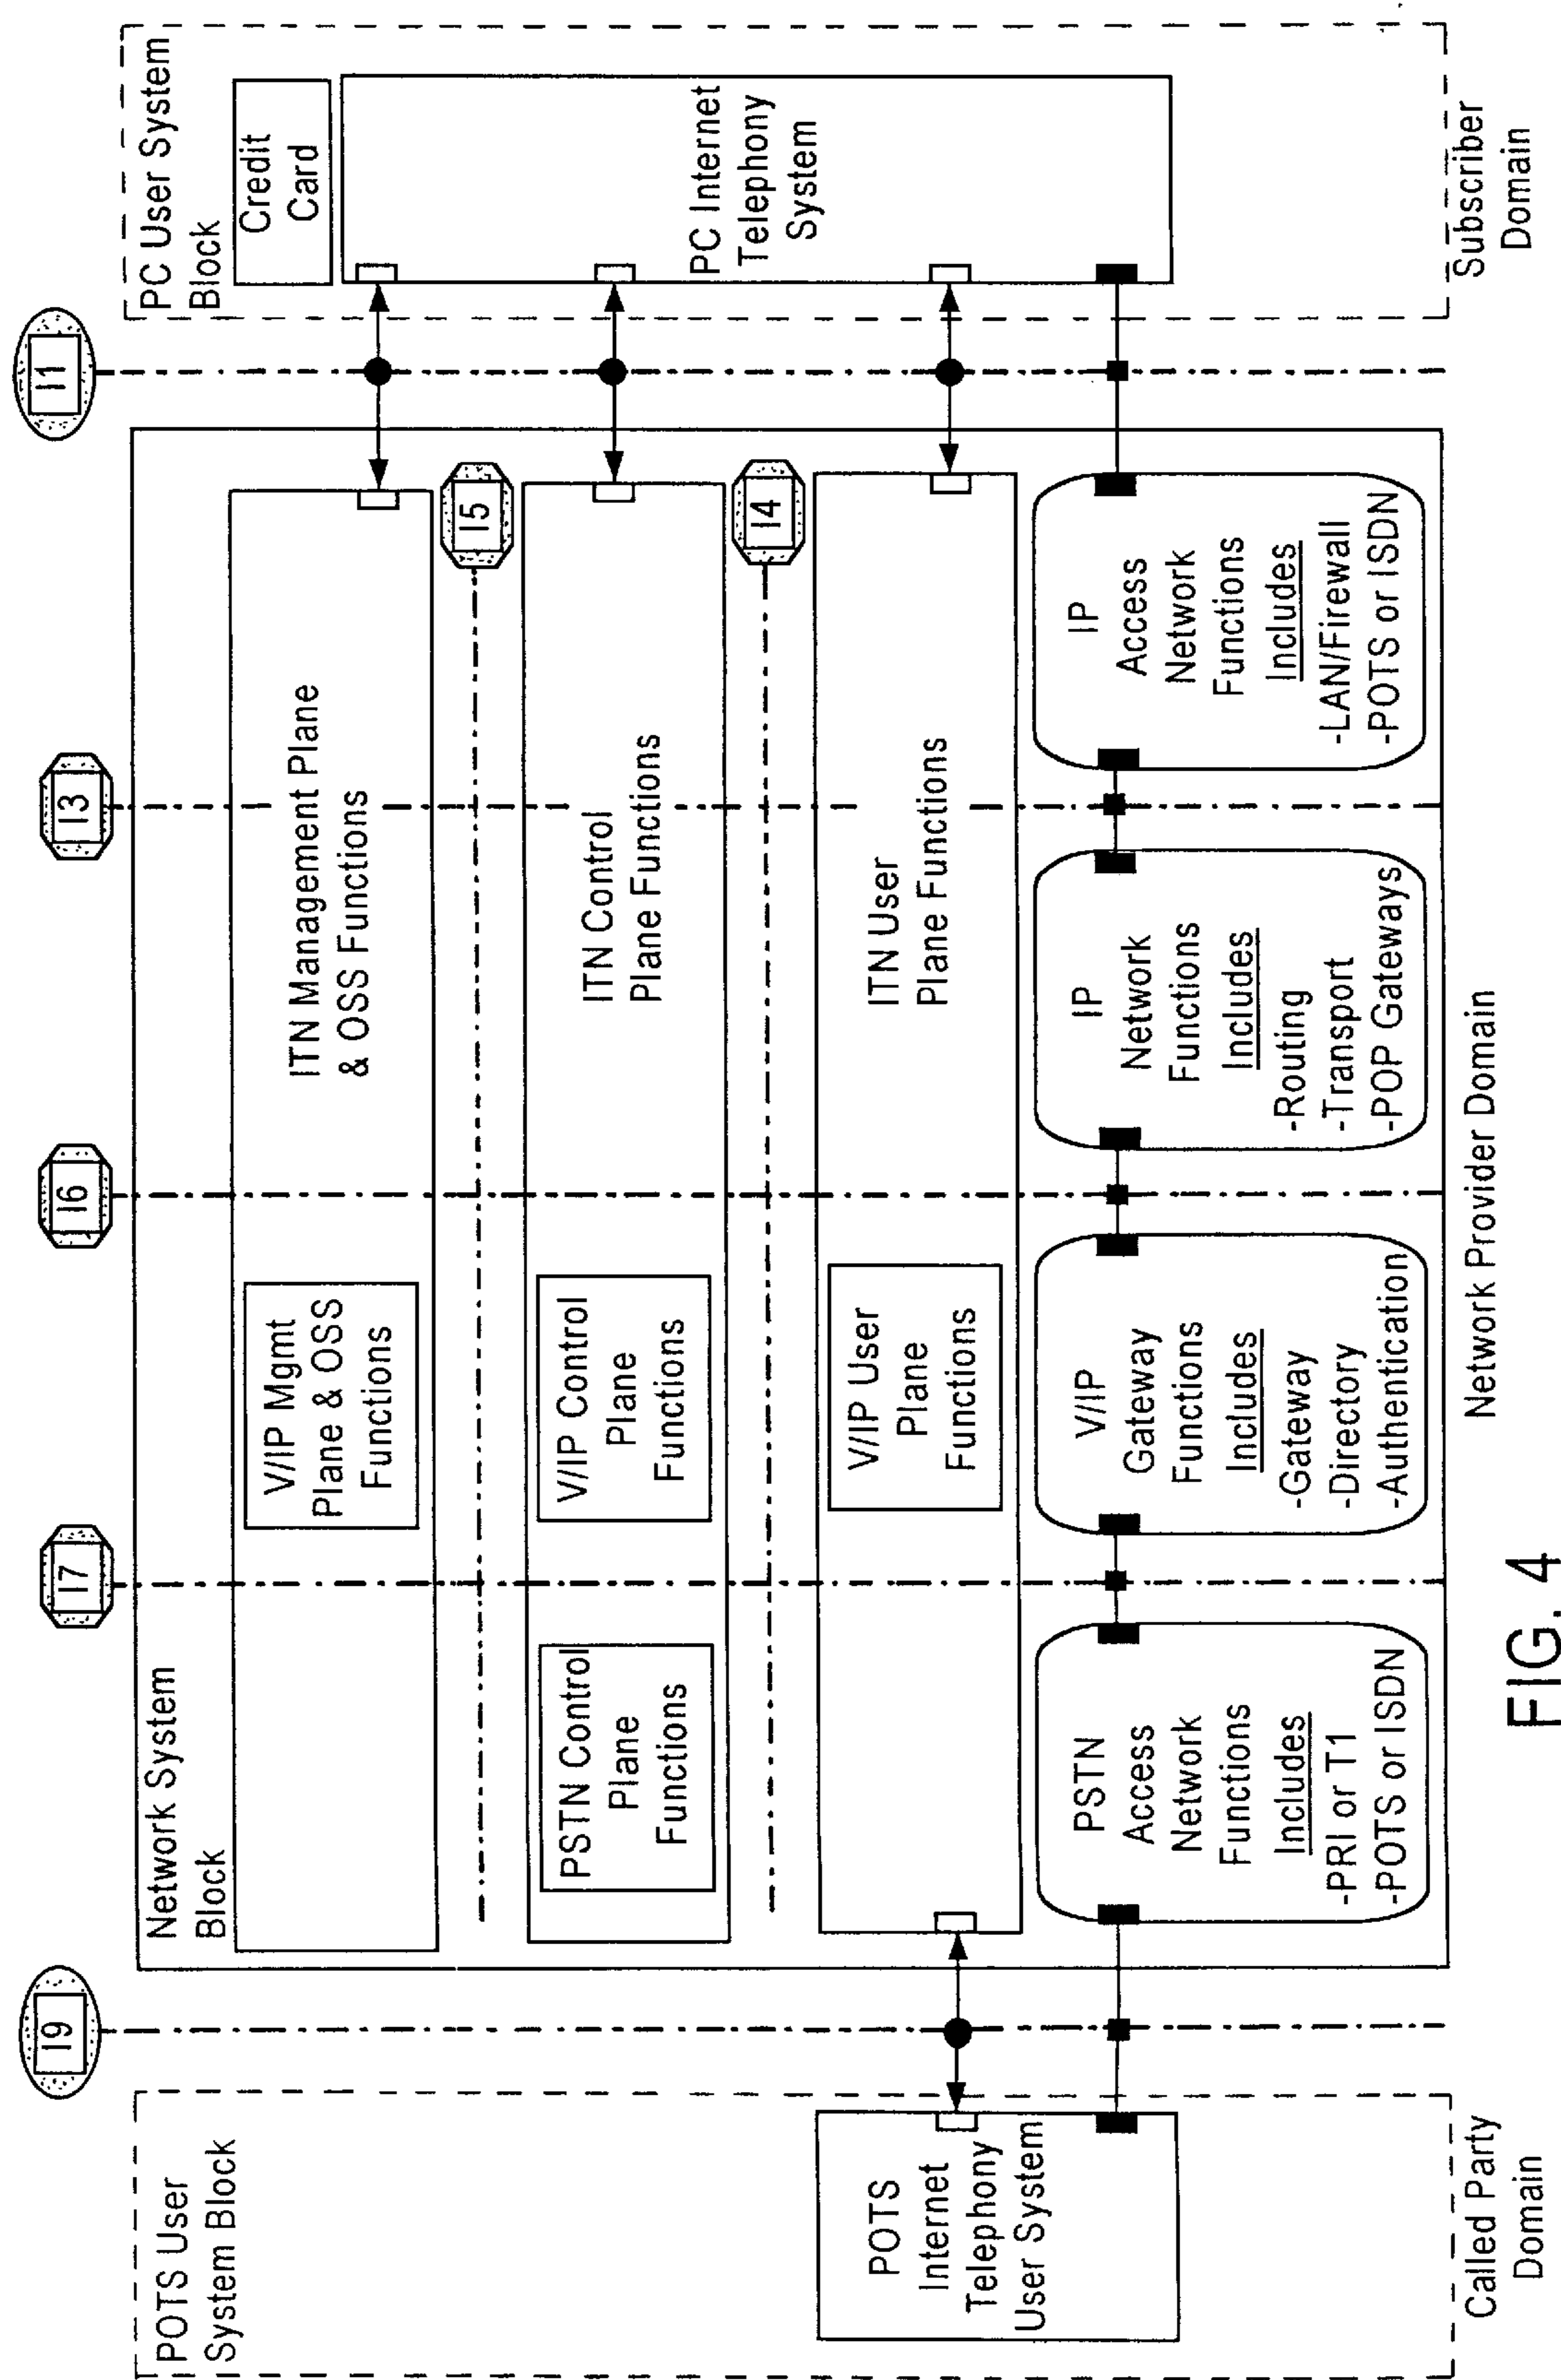 POTS User
System Block
POTS
Internet
Telephony
User System
Called Party
Domain
I9
I7
I6
I3
I1
Network System
Block
V/IP Mgmt
Plane & OSS
Functions
ITN Management Plane
& OSS Functions
I5
PSTN Control
Plane
Functions
V/IP Control
Plane
Functions
ITN Control
Plane Functions
I4
V/IP User
Plane
Functions
ITN User
Plane Functions
PSTN
Access
Network
Functions
Includes
-PRI or T1
-POTS or ISDN
V/IP
Gateway
Functions
Includes
-Gateway
-Directory
-Authentication
IP
Network
Functions
Includes
-Routing
-Transport
-POP Gateways
IP
Access
Network
Functions
Includes
-LAN/Firewall
-POTS or ISDN
Network Provider Domain
PC User System
Block
Credit
Card
PC Internet
Telephony
System
Subscriber
Domain
FIG. 4